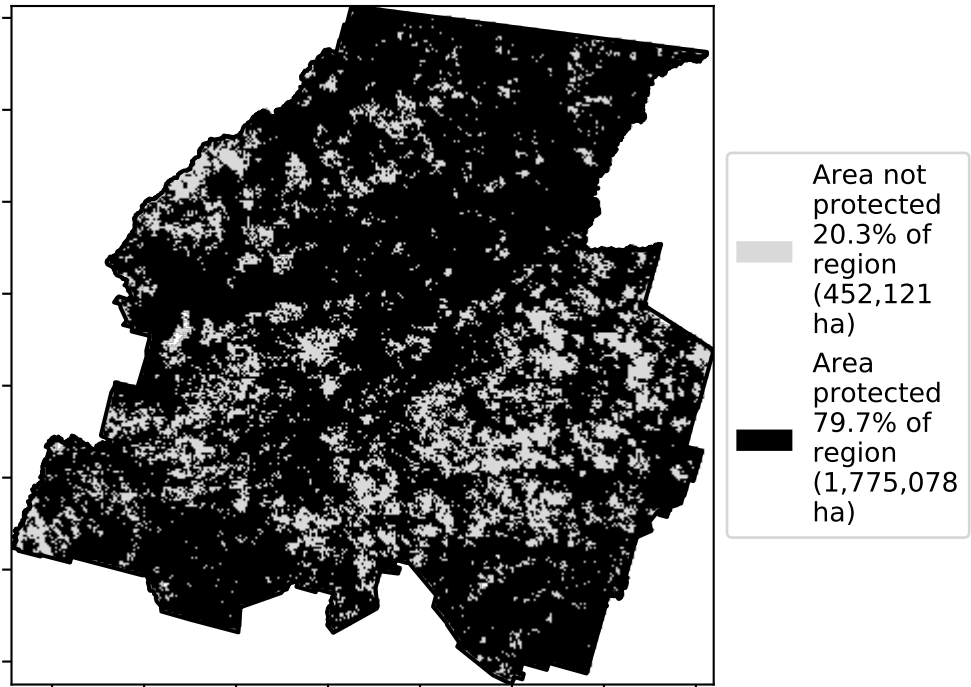 Area not
protected
20.3% of
region
(452,121
ha)
Area
protected
79.7% of
region
(1,775,078
ha)